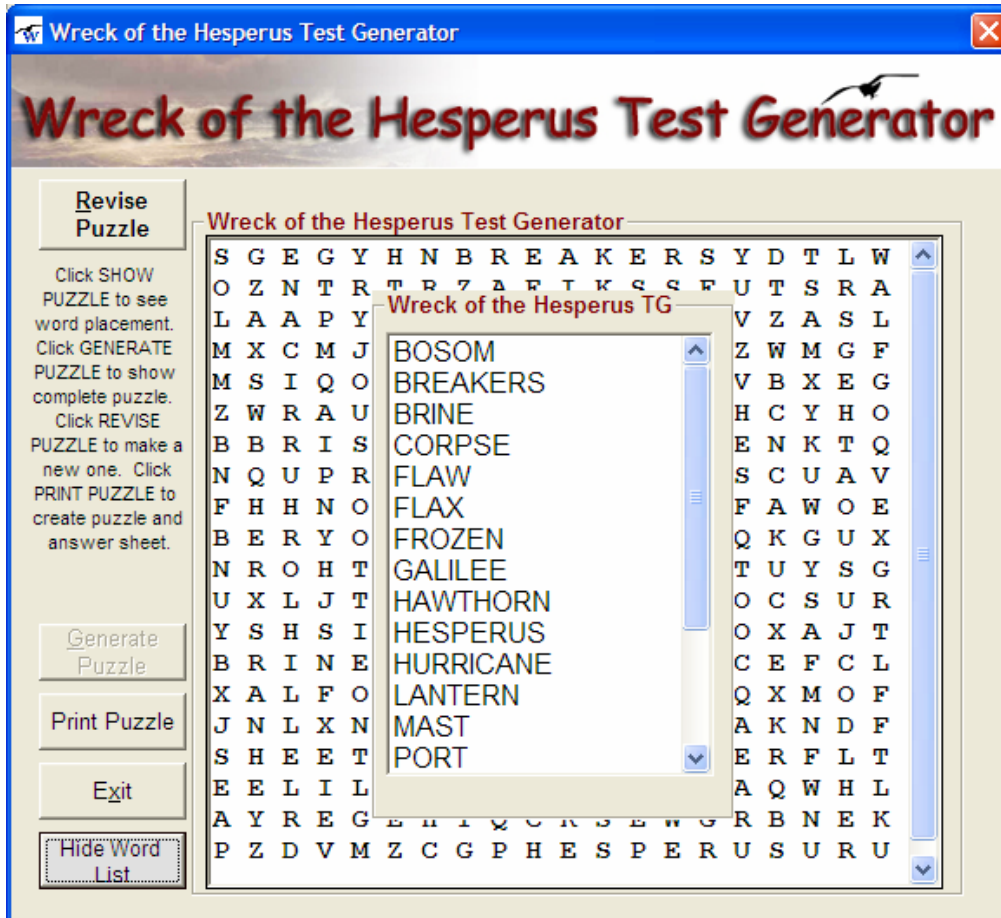 Wreck of the Hesperus Test Generator
Wreck of the Hesperus Test Generator
Revise
Puzzle
Click SHOW
PUZZLE to see
word placement.
Click GENERATE
PUZZLE to show
complete puzzle.
Click REVISE
PUZZLE to make a
new one. Click
PRINT PUZZLE to
create puzzle and
answer sheet.
Generate
Puzzle
Print Puzzle
Exit
Hide Word
List
Wreck of the Hesperus Test Generator
S G E G Y H N B R E A K E R S Y D T L W
O Z N T R T R Z A E I K S S F U T S R A
L A A P Y V Z A S L
M X C M J Z W M G F
M S I Q O V B X E G
Z W R A U H C Y H O
B B R I S E N K T Q
N Q U P R S C U A V
F H H N O F A W O E
B E R Y O Q K G U X
N R O H T T U Y S G
U X L J T O C S U R
Y S H S I O X A J T
B R I N E C E F C L
X A L F O Q X M O F
J N L X N A K N D F
S H E E T E R F L T
E E L I L A Q W H L
A Y R E G R B N E K
P Z D V M Z C G P H E S P E R U S U R U
Wreck of the Hesperus TG
BOSOM
BREAKERS
BRINE
CORPSE
FLAW
FLAX
FROZEN
GALILEE
HAWTHORN
HESPERUS
HURRICANE
LANTERN
MAST
PORT